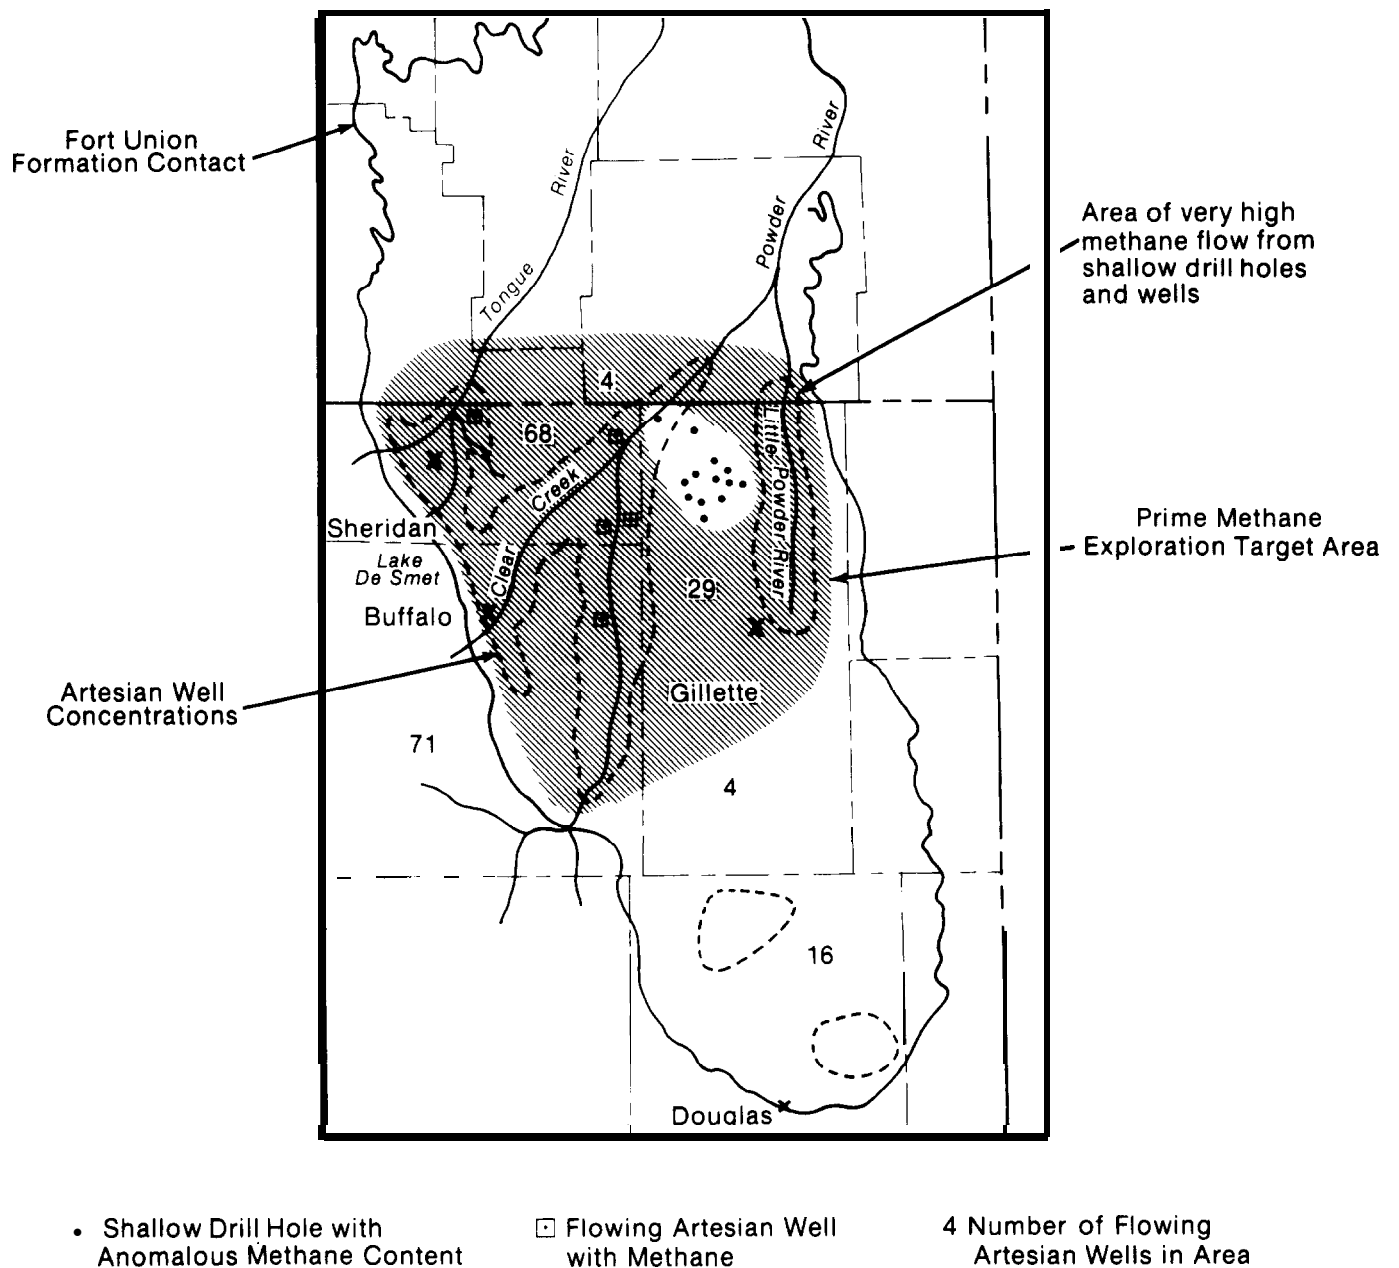 Fort Union
Formation Contact
River
River
Powder
Tongue
Area of very high
methane flow from
shallow drill holes
and wells
4
68
Little Powder River
Creek
Clear
Sheridan
Lake
De Smet
Buffalo
29
Prime Methane
Exploration Target Area
Artesian Well
Concentrations
Gillette
71
4
16
Douglas
• Shallow Drill Hole with
Anomalous Methane Content
Flowing Artesian Well
with Methane
4 Number of Flowing
Artesian Wells in Area